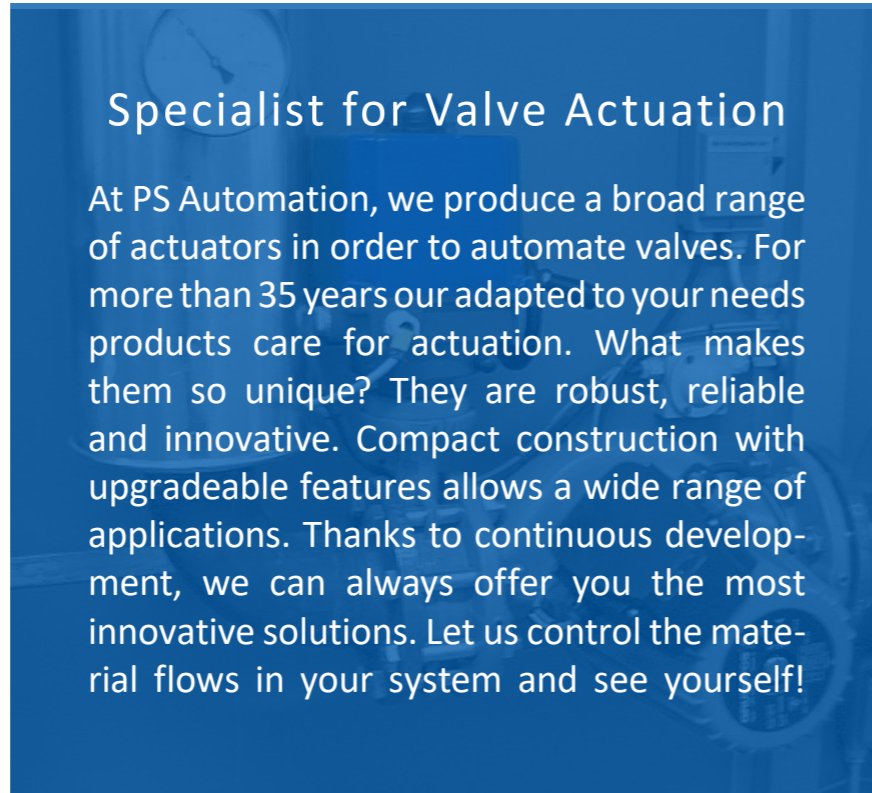 Specialist for Valve Actuation
At PS Automation, we produce a broad range
of actuators in order to automate valves. For
more than 35 years our adapted to your needs
products care for actuation. What makes
them so unique? They are robust, reliable
and innovative. Compact construction with
upgradeable features allows a wide range of
applications. Thanks to continuous develop-
ment, we can always offer you the most
innovative solutions. Let us control the mate-
rial flows in your system and see yourself!